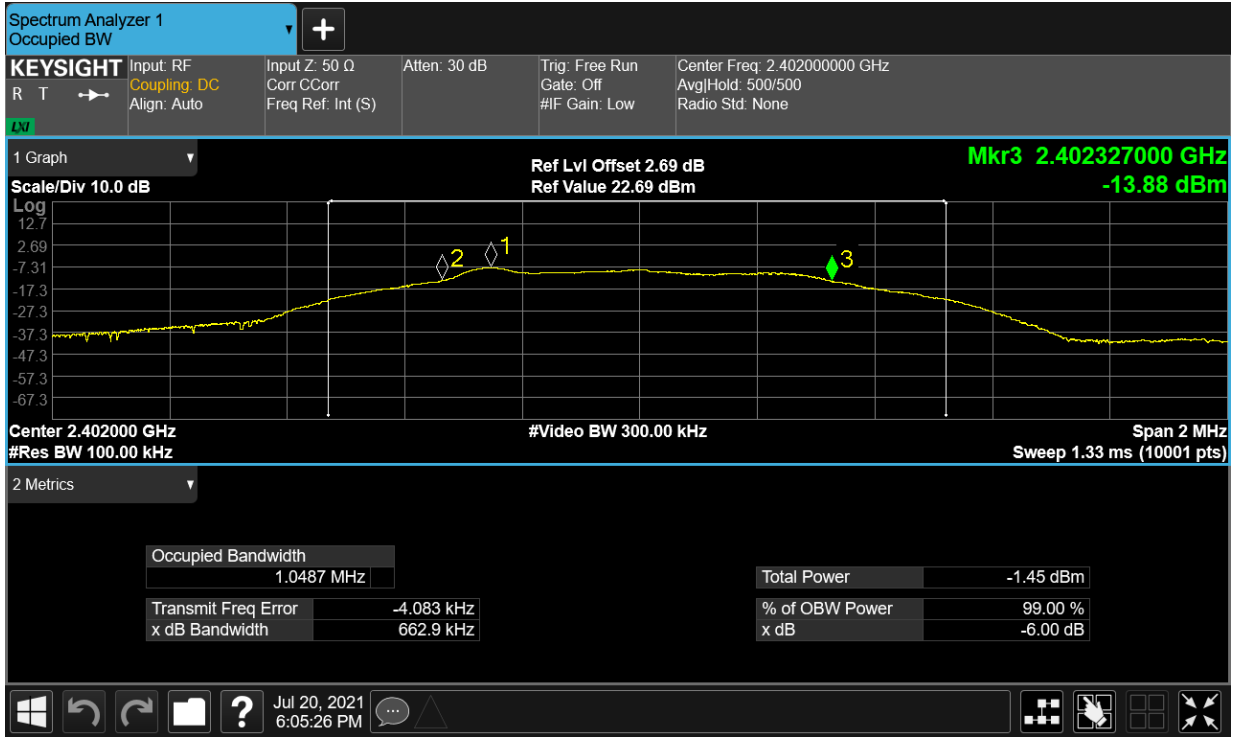 Spectrum Analyzer 1
Occupied BW
KEYSIGHT
R T
LXI
Input: RF
Coupling: DC
Align: Auto
Input Z: 50 Ω
Corr CCorr
Freq Ref: Int (S)
Atten: 30 dB
Trig: Free Run
Gate: Off
#IF Gain: Low
Center Freq: 2.402000000 GHz
Avg|Hold: 500/500
Radio Std: None
1 Graph
Scale/Div 10.0 dB
Ref Lvl Offset 2.69 dB
Ref Value 22.69 dBm
Mkr3 2.402327000 GHz
-13.88 dBm
Log
12.7
2.69
-7.31
-17.3
-27.3
-37.3
-47.3
-57.3
-67.3
2
1
3
Center 2.402000 GHz
#Res BW 100.00 kHz
#Video BW 300.00 kHz
Span 2 MHz
Sweep 1.33 ms (10001 pts)
2 Metrics
Occupied Bandwidth
1.0487 MHz
Transmit Freq Error -4.083 kHz
x dB Bandwidth 662.9 kHz
Total Power -1.45 dBm
% of OBW Power 99.00 %
x dB -6.00 dB
?
Jul 20, 2021
6:05:26 PM